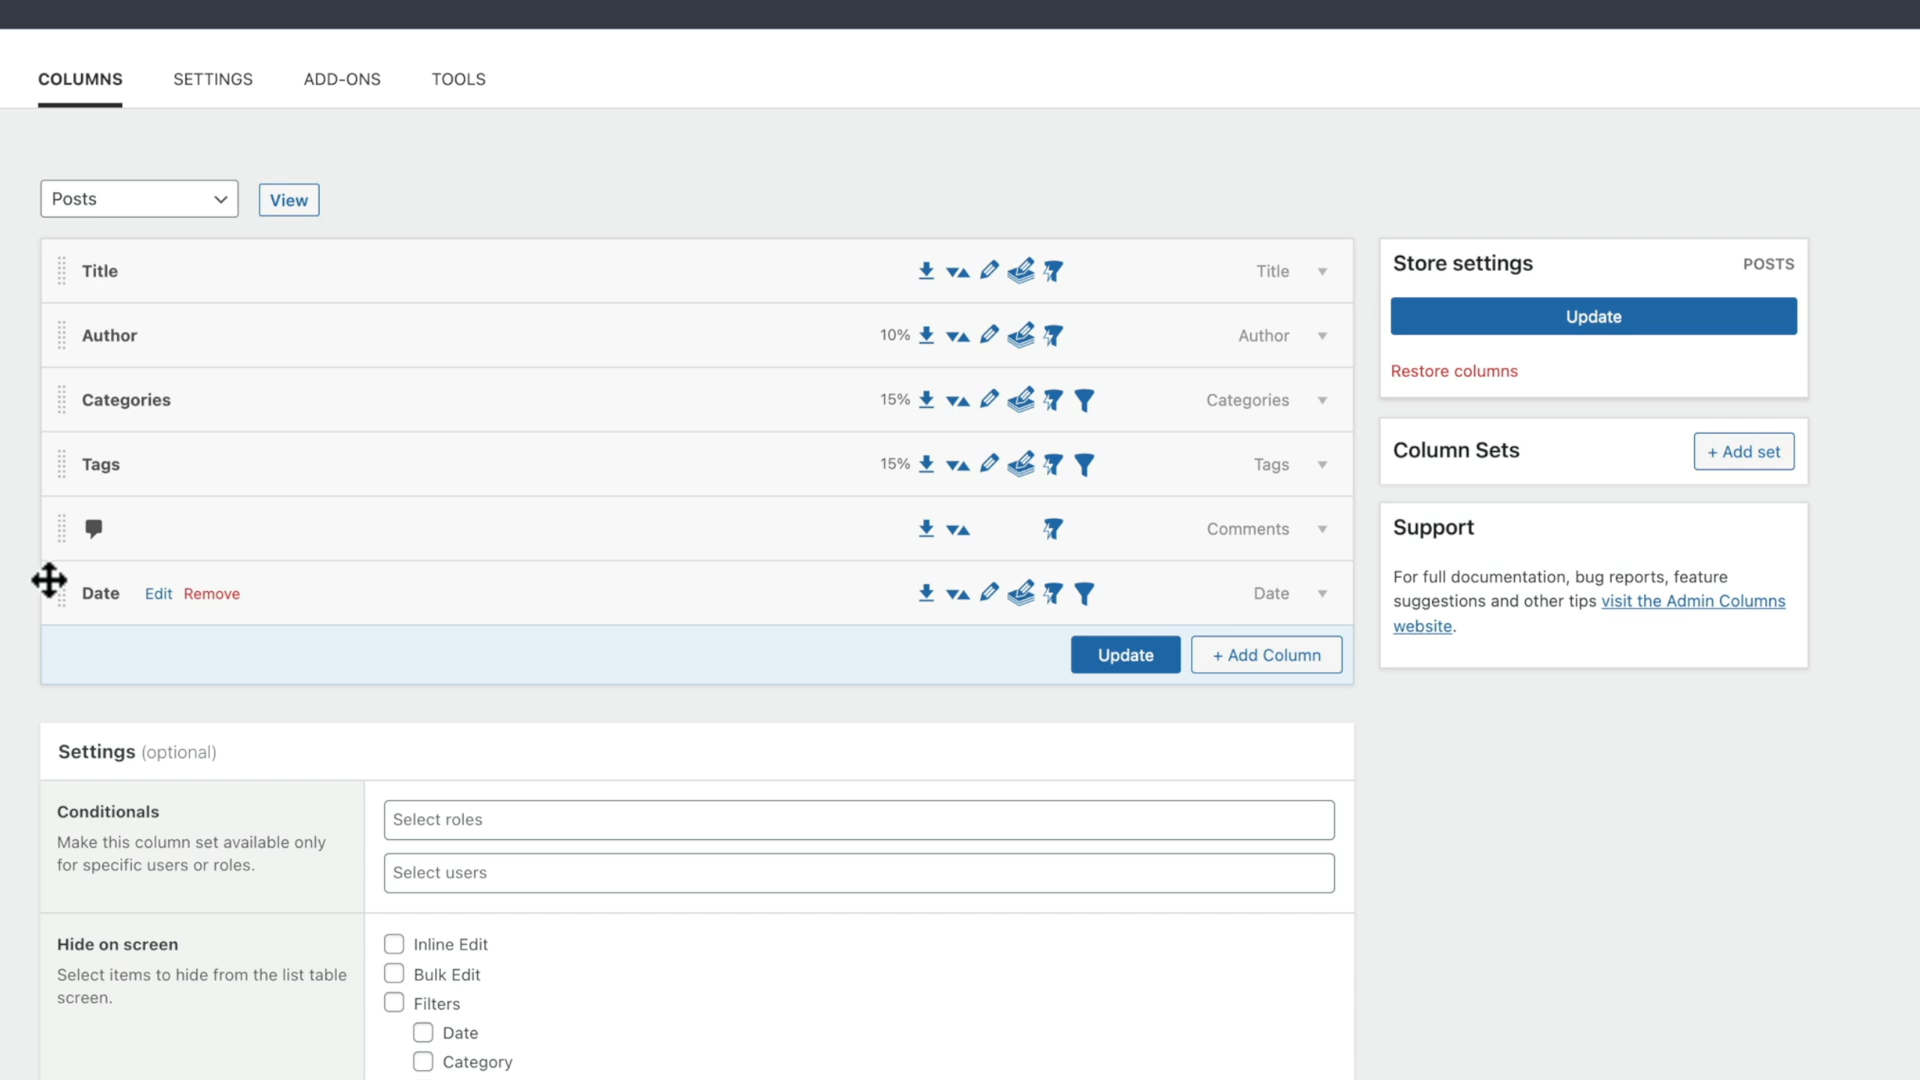 COLUMNS SETTINGS ADD-ONS TOOLS
Posts View
Title Title
Author 10% Author
Categories 15% Categories
Tags 15% Tags
Comments
Date Edit Remove Date
Update + Add Column
Store settings POSTS
Update
Restore columns
Column Sets + Add set
Support
For full documentation, bug reports, feature
suggestions and other tips visit the Admin Columns
website.
Settings (optional)
Conditionals
Make this column set available only
for specific users or roles.
Select roles
Select users
Hide on screen
Select items to hide from the list table
screen.
Inline Edit
Bulk Edit
Filters
Date
Category